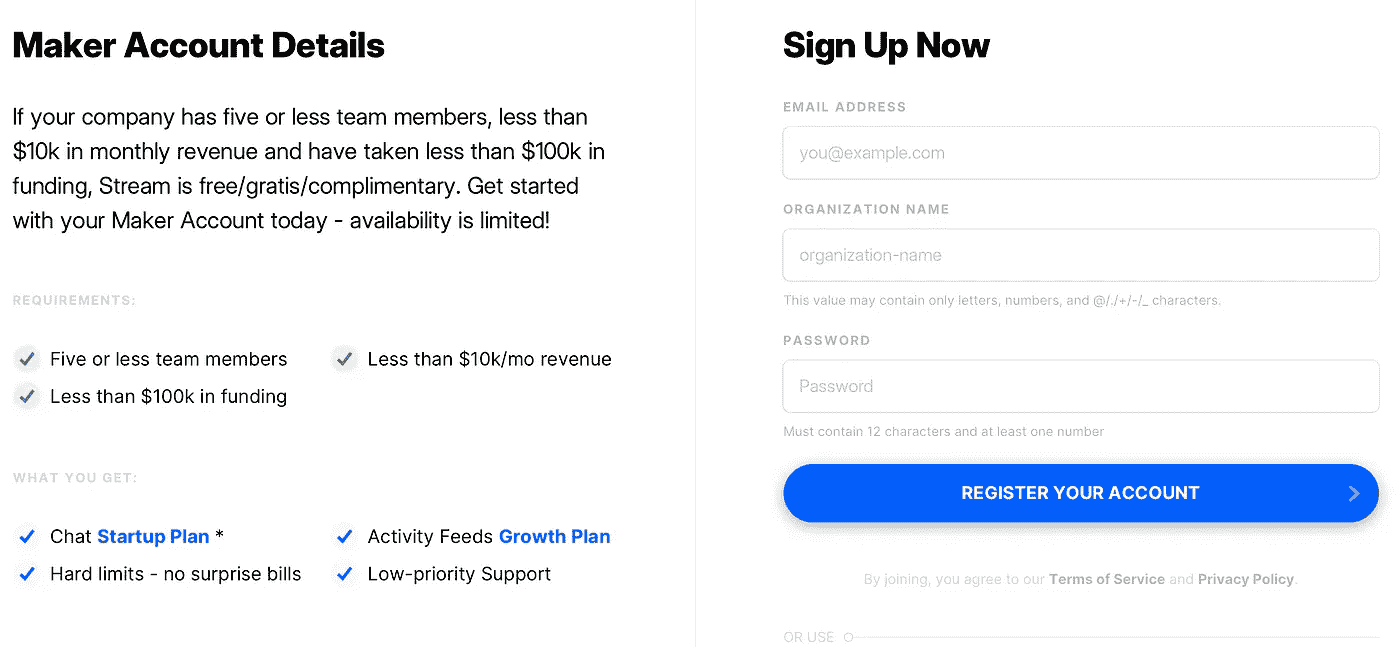 Maker Account Details
If your company has five or less team members, less than
$10k in monthly revenue and have taken less than $100k in
funding, Stream is free/gratis/complimentary. Get started
with your Maker Account today - availability is limited!
REQUIREMENTS:
Five or less team members
Less than $10k/mo revenue
Less than $100k in funding
WHAT YOU GET:
Chat Startup Plan *
Activity Feeds Growth Plan
Hard limits - no surprise bills
Low-priority Support
Sign Up Now
EMAIL ADDRESS
you@example.com
ORGANIZATION NAME
organization-name
This value may contain only letters, numbers, and @/./+/-/_ characters.
PASSWORD
Password
Must contain 12 characters and at least one number
REGISTER YOUR ACCOUNT
By joining, you agree to our Terms of Service and Privacy Policy.
OR USE